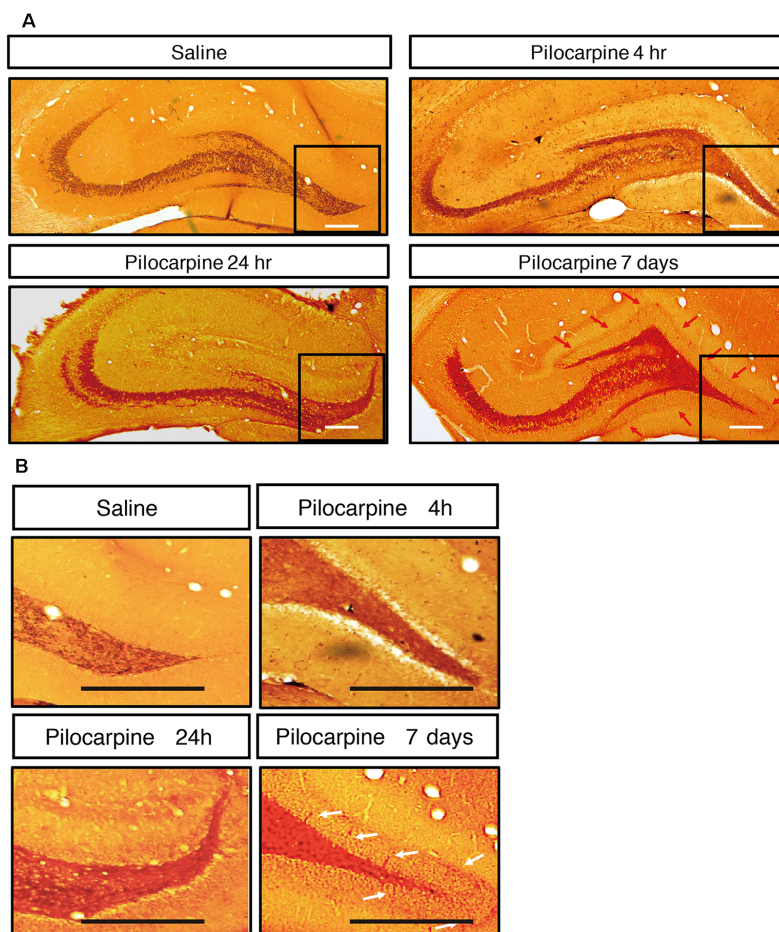 A
Saline
Pilocarpine 4 hr
Pilocarpine 24 hr
Pilocarpine 7 days
B
Saline
Pilocarpine 4h
Pilocarpine 24h
Pilocarpine 7 days